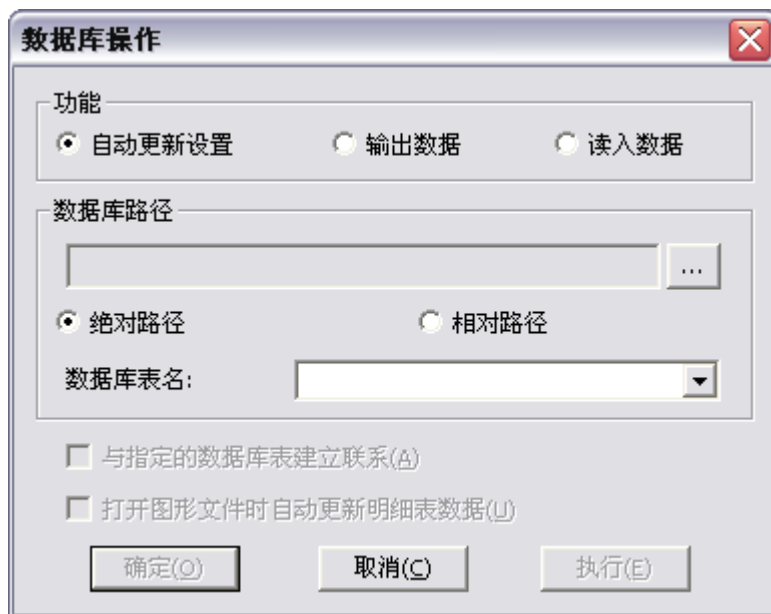 数据库操作
功能
自动更新设置 输出数据 读入数据
数据库路径
...
绝对路径 相对路径
数据库表名:
与指定的数据库表建立联系(A)
打开图形文件时自动更新明细表数据(U)
确定(O) 取消(C) 执行(E)